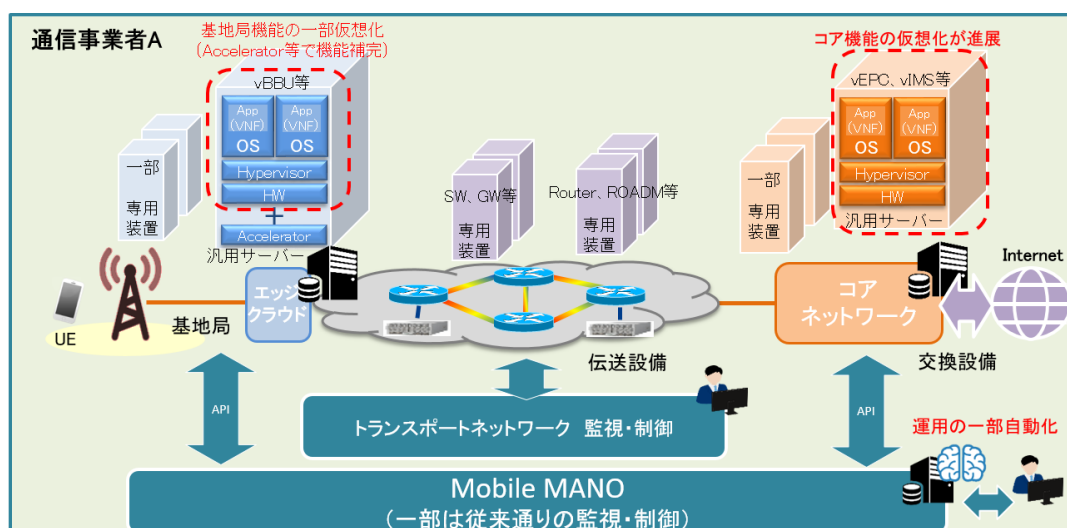 通信事業者A
基地局機能の一部仮想化
(Accelerator等で機能補完)
コア機能の仮想化が進展
vBBU等
App
(VNF)
OS
App
(VNF)
OS
Hypervisor
HW
+
Accelerator
汎用サーバー
一部
専用
装置
SW、GW等
専用
装置
Router、ROADM等
専用
装置
一部
専用
装置
vEPC、vIMS等
App
(VNF)
OS
App
(VNF)
OS
Hypervisor
HW
汎用サーバー
UE
基地局
エッジ
クラウド
伝送設備
コア
ネットワーク
Internet
交換設備
API
トランスポートネットワーク 監視・制御
API
運用の一部自動化
Mobile MANO
(一部は従来通りの監視・制御)